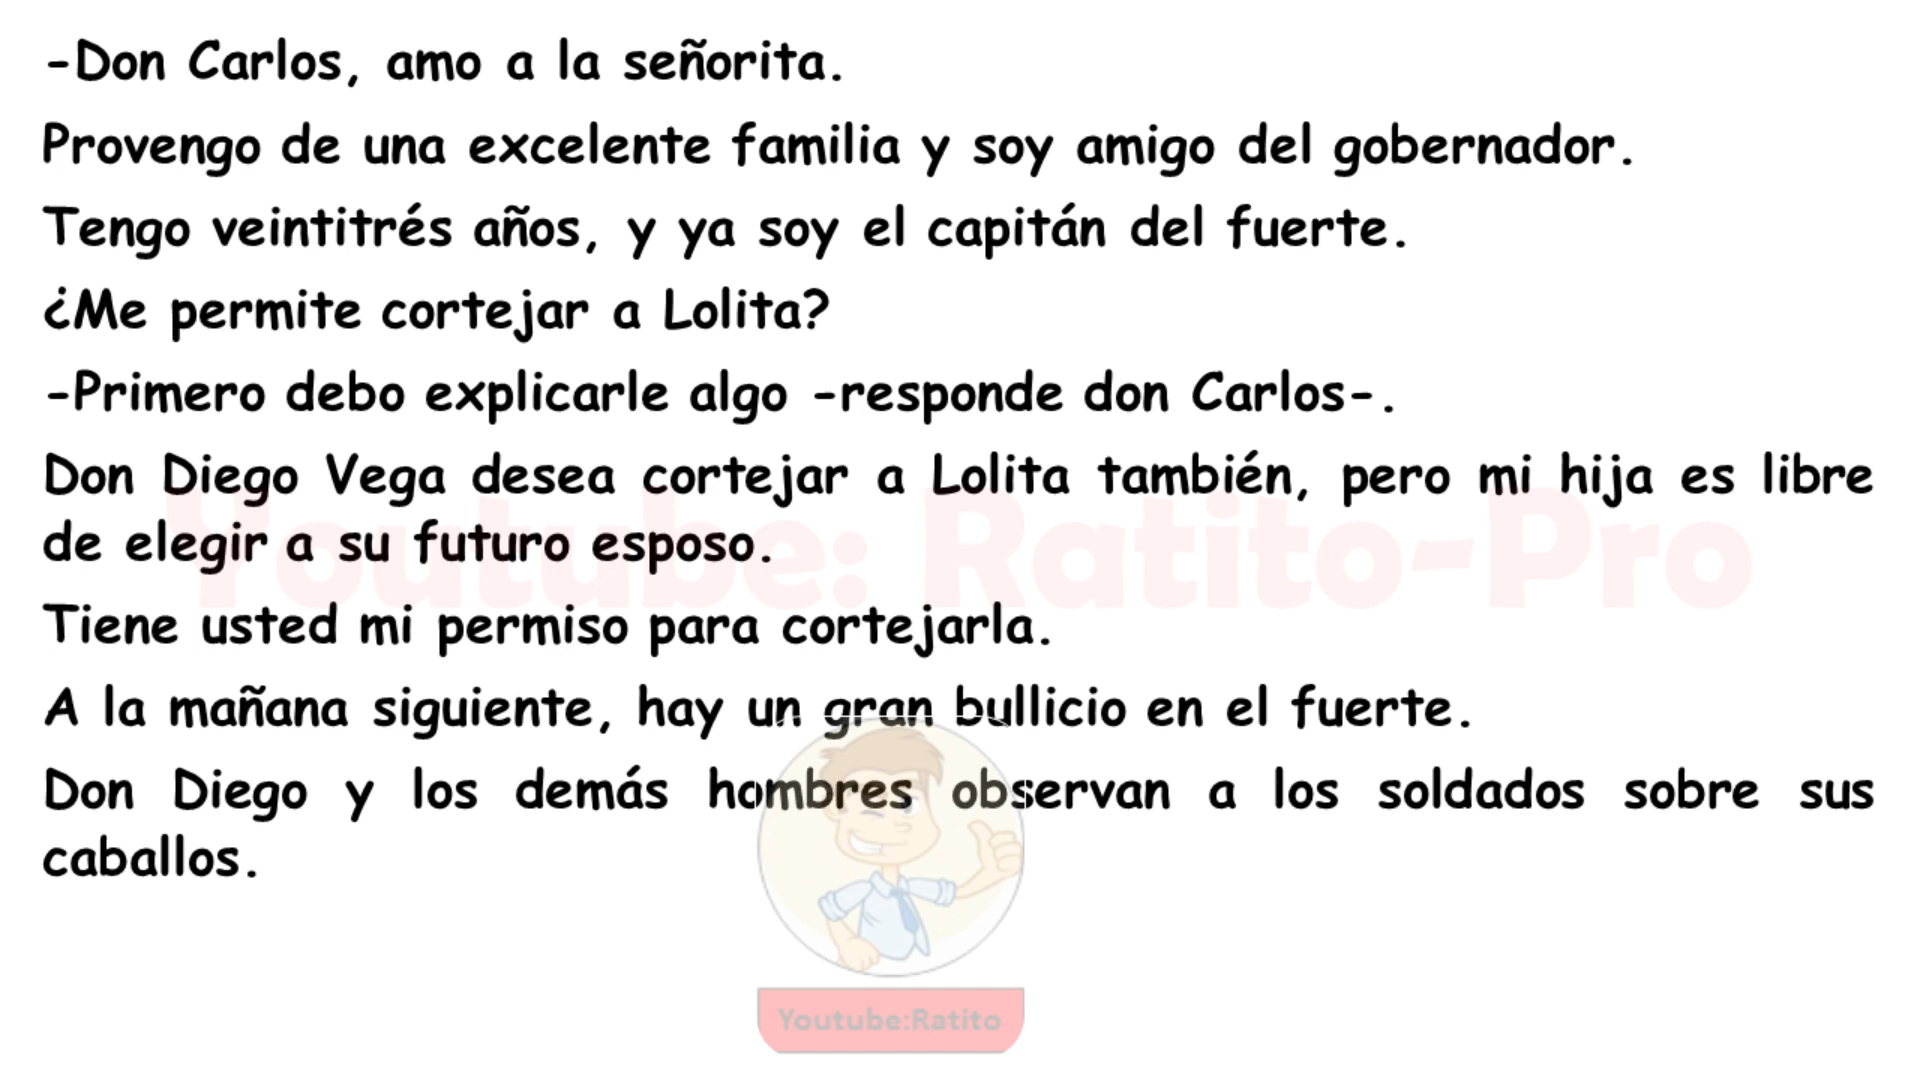 -Don Carlos, amo a la señorita.
Provengo de una excelente familia y soy amigo del gobernador.
Tengo veintitrés años, y ya soy el capitán del fuerte.
¿Me permite cortejar a Lolita?
-Primero debo explicarle algo -responde don Carlos-.
Don Diego Vega desea cortejar a Lolita también, pero mi hija es libre
de elegir a su futuro esposo.
Youtube: Ratito-Pro
Tiene usted mi permiso para cortejarla.
A la mañana siguiente, hay un gran bullicio en el fuerte.
Don Diego y los demás hombres observan a los soldados sobre sus
caballos.
Youtube:Ratito